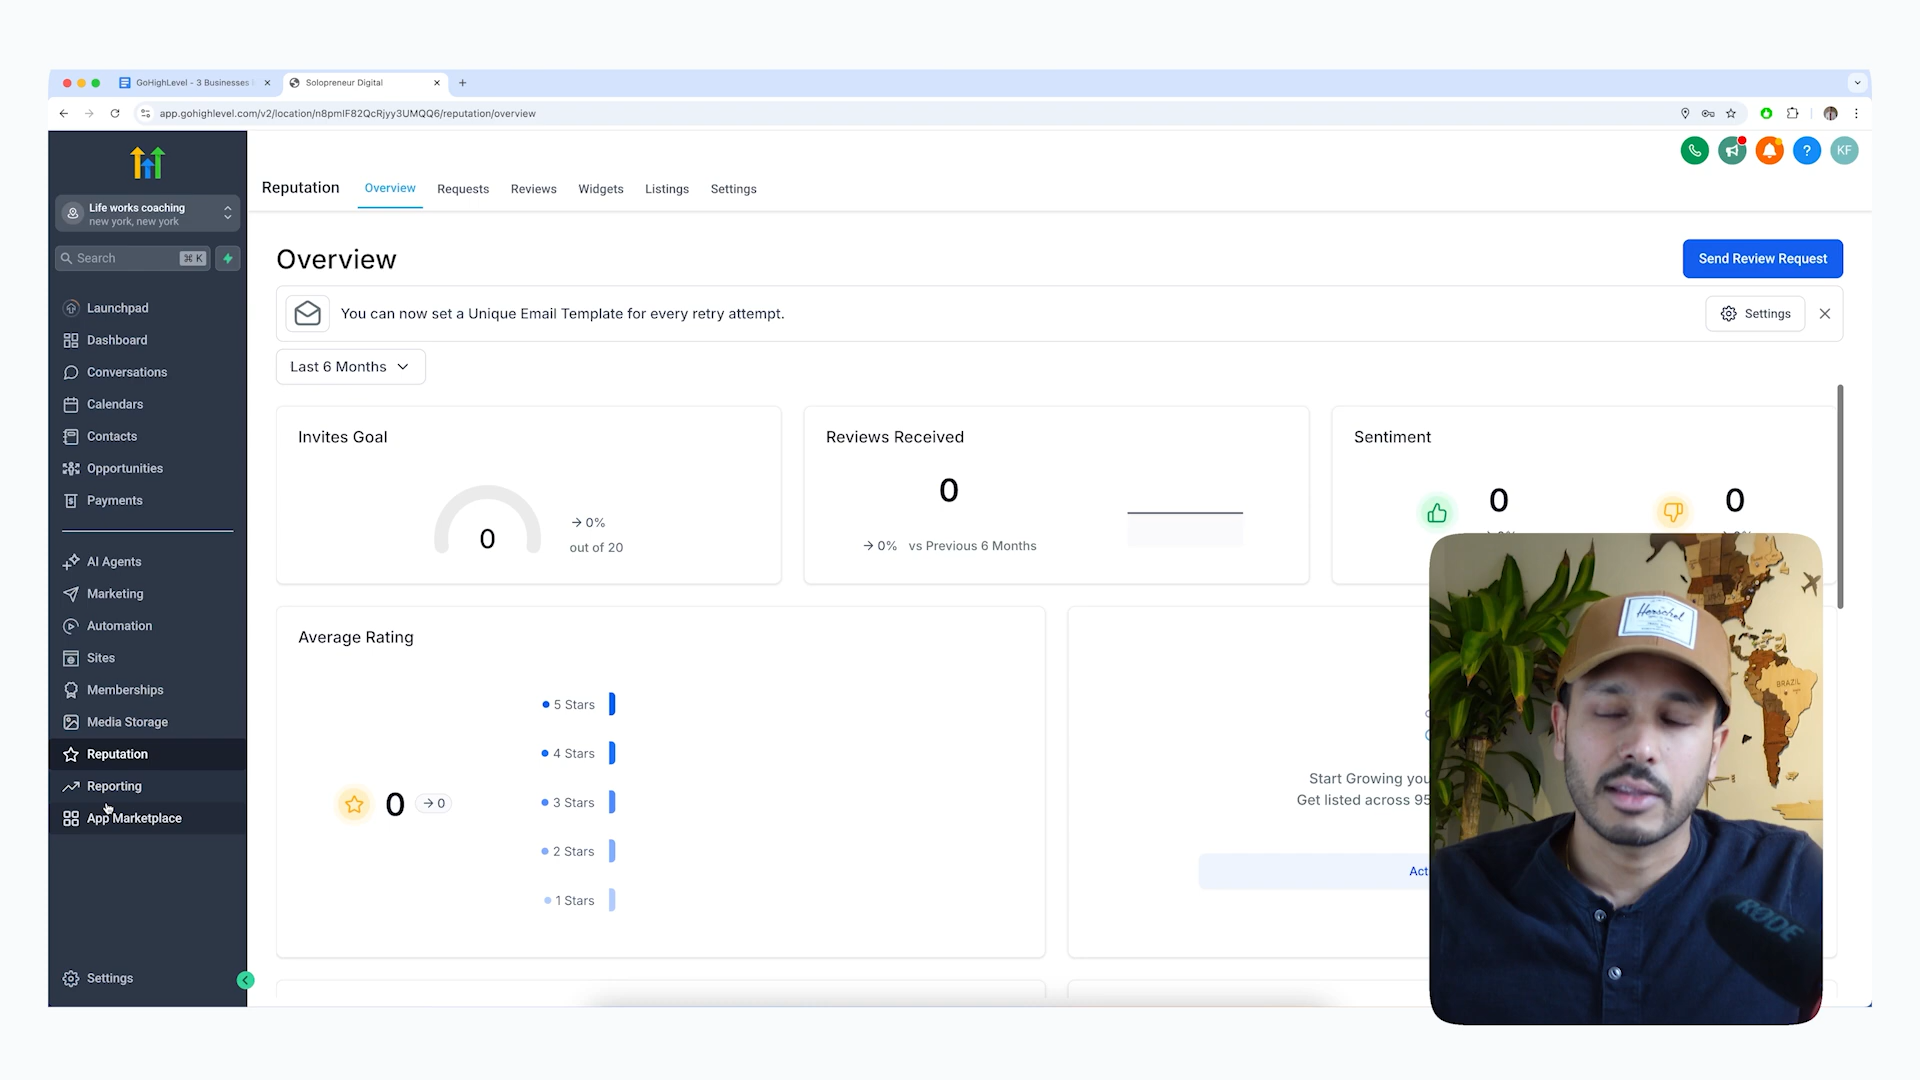 GoHighLevel - 3 Businesses
Solopreneur Digital
app.gohighlevel.com/v2/location/n8pmIF82QcRjyy3UMQQ6/reputation/overview
KF
Life works coaching
new york, new york
Search
⌘ K
Launchpad
Dashboard
Conversations
Calendars
Contacts
Opportunities
Payments
AI Agents
Marketing
Automation
Sites
Memberships
Media Storage
Reputation
Reporting
App Marketplace
Settings
Reputation
Overview
Requests
Reviews
Widgets
Listings
Settings
Overview
Send Review Request
You can now set a Unique Email Template for every retry attempt.
Settings
Last 6 Months
Invites Goal
0
→ 0%
out of 20
Reviews Received
0
→ 0% vs Previous 6 Months
Sentiment
0
0
Average Rating
0
→ 0
5 Stars
4 Stars
3 Stars
2 Stars
1 Stars
Start Growing you
Get listed across 95
Act
Herschel
BRAZIL
RODE